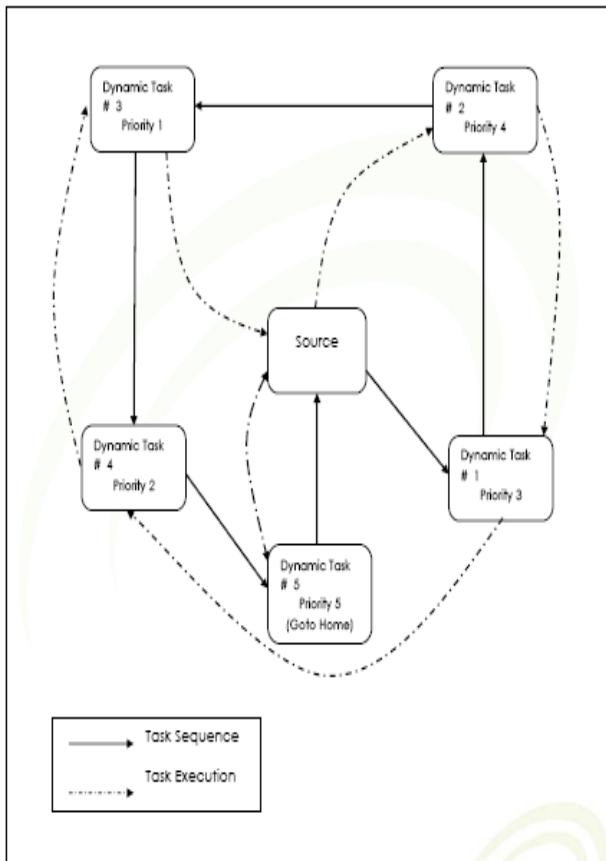 Dynamic Task
# 3
Priority 1
Dynamic Task
# 2
Priority 4
Source
Dynamic Task
# 4
Priority 2
Dynamic Task
# 1
Priority 3
Dynamic Task
# 5
Priority 5
(Goto Home)
Task Sequence
Task Execution